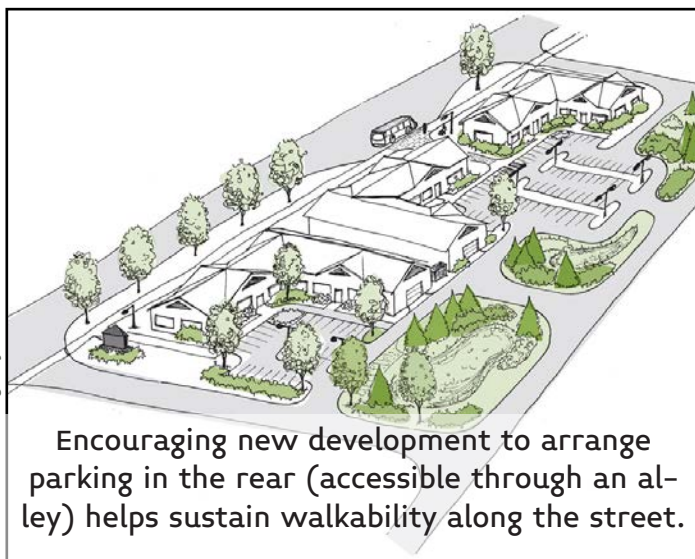 Encouraging new development to arrange
parking in the rear (accessible through an al-
ley) helps sustain walkability along the street.